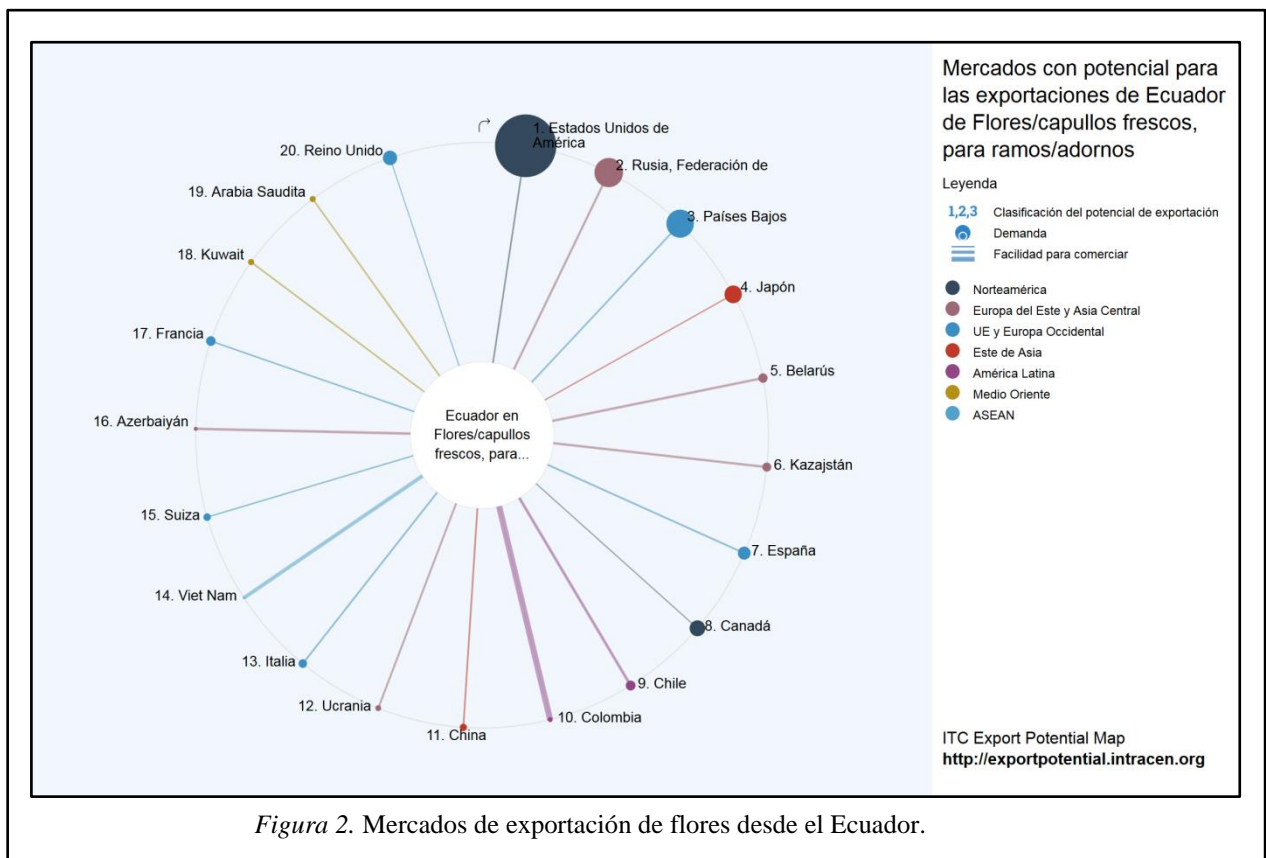 1. Estados Unidos de
América
2. Rusia, Federación de
3. Países Bajos
4. Japón
5. Belarús
6. Kazajstán
7. España
8. Canadá
9. Chile
10. Colombia
11. China
12. Ucrania
13. Italia
14. Viet Nam
15. Suiza
16. Azerbaiyán
17. Francia
18. Kuwait
19. Arabia Saudita
20. Reino Unido
Ecuador en
Flores/capullos
frescos, para...
Mercados con potencial para
las exportaciones de Ecuador
de Flores/capullos frescos,
para ramos/adornos
Leyenda
1,2,3 Clasificación del potencial de exportación
Demanda
Facilidad para comerciar
Norteamérica
Europa del Este y Asia Central
UE y Europa Occidental
Este de Asia
América Latina
Medio Oriente
ASEAN
ITC Export Potential Map
http://exportpotential.intracen.org
Figura 2. Mercados de exportación de flores desde el Ecuador.